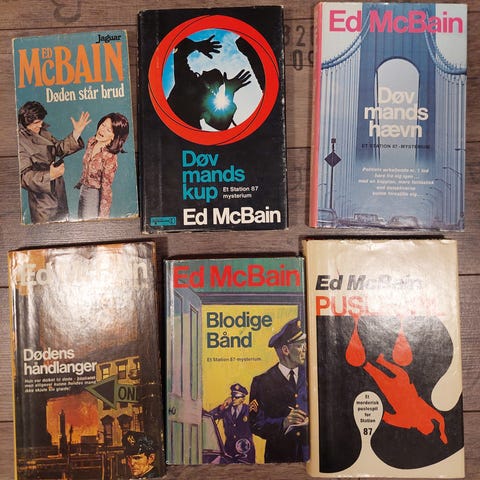 Jaguar
ED
MCBAIN
Døden står brud
Døv
mands
kup
Et Station 87
mysterium
Ed McBain
Ed McBain
Døv
mands
hævn
ET STATION 87-MYSTERIUM
Ed McBain
Dødens
håndlanger
ONE
Ed McBain
Blodige
Bånd
Et Station 87-mysterium
Ed McBain
Et
morderisk
puslespil
for
Station
87